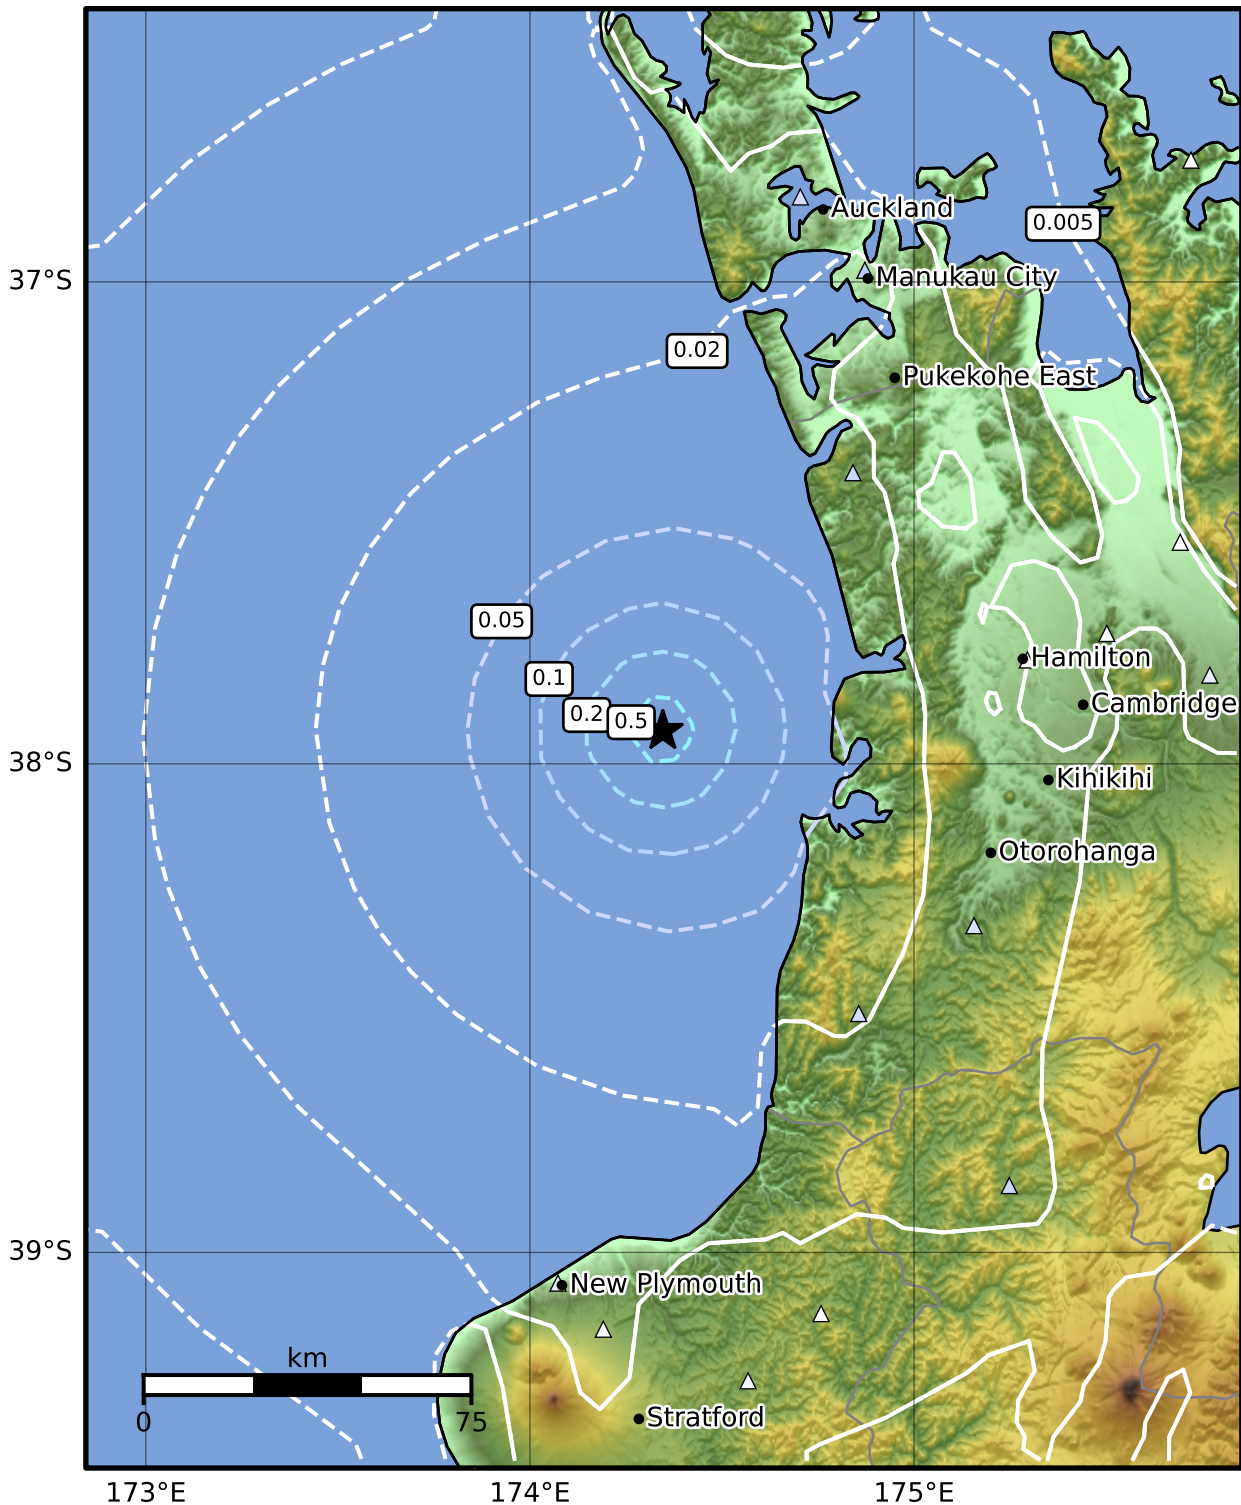 Auckland
0.005
Manukau City
37°S
0.02
Pukekohe East
0.05
Hamilton
0.1
Cambridge
0.2
0.5
38°S
Kihikihi
Otorohanga
39°S
New Plymouth
km
0
75
Stratford
173°E
174°E
175°E